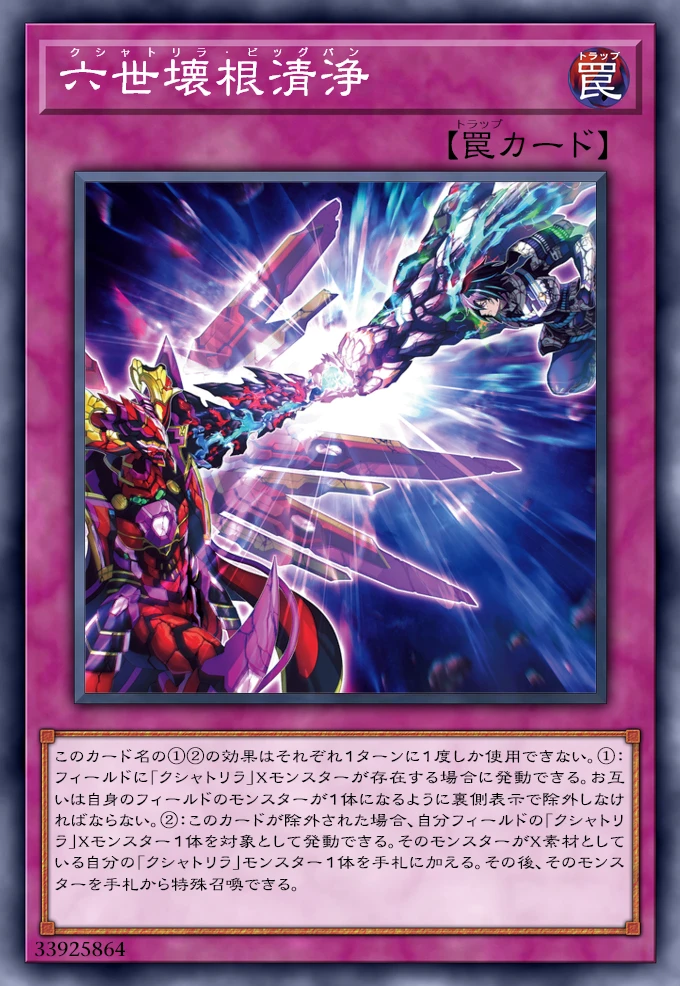 クシャトリラ・ビッグバン
六世壊根清浄
トラップ
罠
トラップ
【罠カード】
このカード名の①②の効果はそれぞれ1ターンに1度しか使用できない。①：
フィールドに「クシャトリラ」Xモンスターが存在する場合に発動できる。お互
いは自身のフィールドのモンスターが1体になるように裏側表示で除外しなけ
ればならない。②：このカードが除外された場合、自分フィールドの「クシャトリ
ラ」Xモンスター1体を対象として発動できる。そのモンスターがX素材として
いる自分の「クシャトリラ」モンスター1体を手札に加える。その後、そのモンス
ターを手札から特殊召喚できる。
33925864